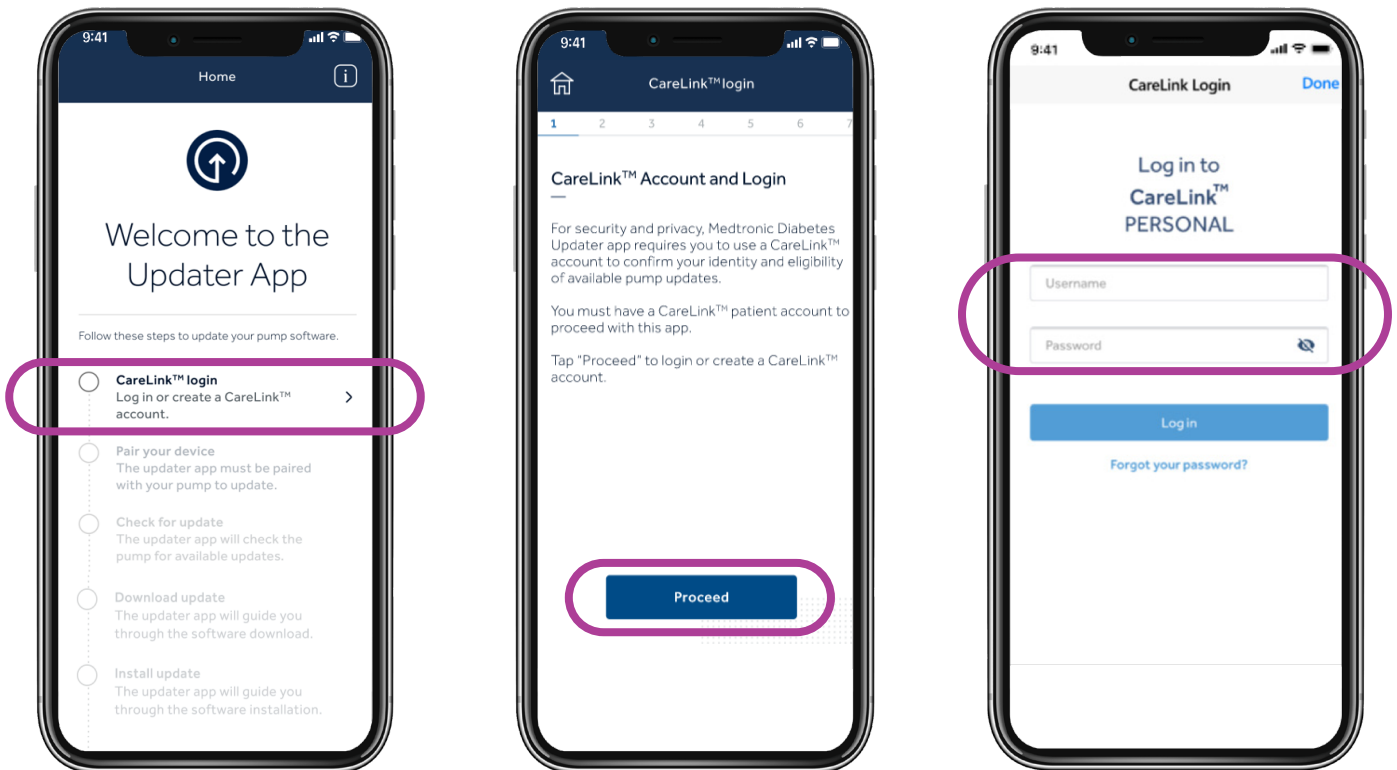 9:41
Home
Welcome to the
Updater App
Follow these steps to update your pump software.
CareLink™ login
Log in or create a CareLink™
account.
Pair your device
The updater app must be paired
with your pump to update.
Check for update
The updater app will check the
pump for available updates.
Download update
The updater app will guide you
through the software download.
Install update
The updater app will guide you
through the software installation.
9:41
CareLink™ login
1 2 3 4 5 6 7
CareLink™ Account and Login
For security and privacy, Medtronic Diabetes
Updater app requires you to use a CareLink™
account to confirm your identity and eligibility
of available pump updates.
You must have a CareLink™ patient account to
proceed with this app.
Tap "Proceed" to login or create a CareLink™
account.
Proceed
9:41
CareLink Login Done
Log in to
CareLink™
PERSONAL
Username
Password
Log in
Forgot your password?